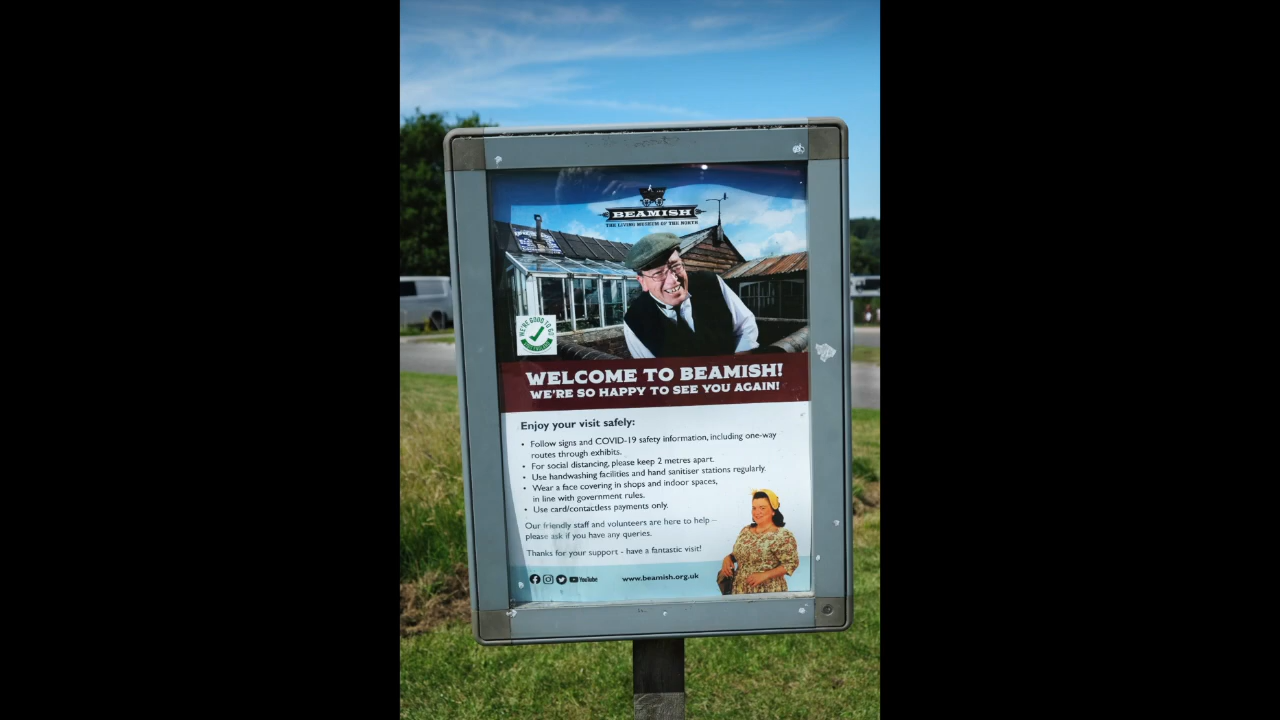 BEAMISH
THE LIVING MUSEUM OF THE NORTH
WE'RE GOOD TO GO
WELCOME TO BEAMISH!
WE'RE SO HAPPY TO SEE YOU AGAIN!
Enjoy your visit safely:
• Follow signs and COVID-19 safety information, including one-way
routes through exhibits.
• For social distancing, please keep 2 metres apart.
• Use handwashing facilities and hand sanitiser stations regularly.
• Wear a face covering in shops and indoor spaces,
in line with government rules.
• Use card/contactless payments only.
Our friendly staff and volunteers are here to help –
please ask if you have any queries.
Thanks for your support - have a fantastic visit!
YouTube www.beamish.org.uk